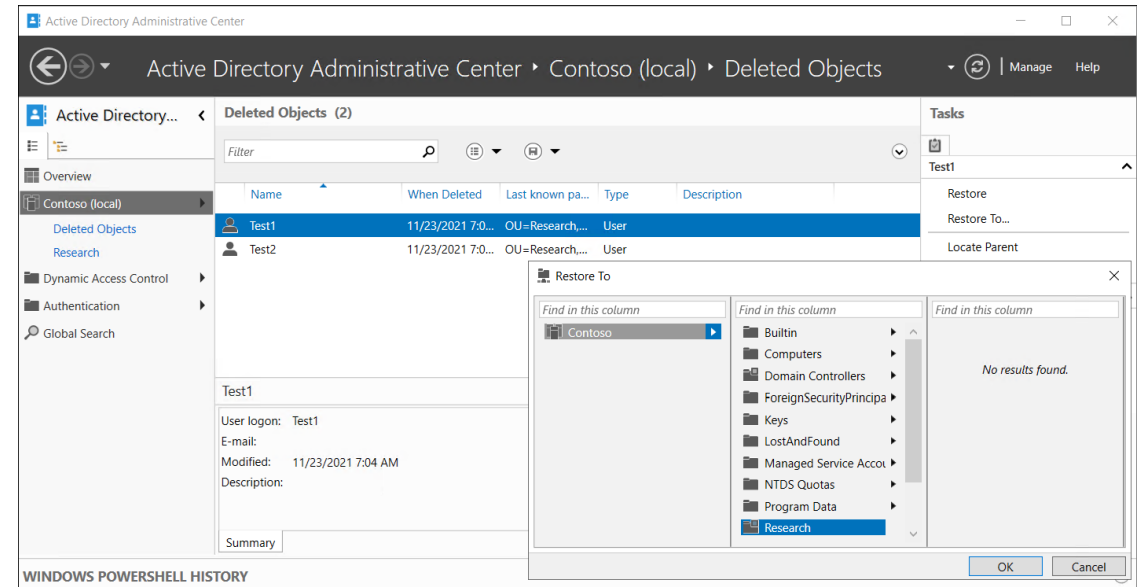 Active Directory Administrative Center
Active Directory Administrative Center • Contoso (local) • Deleted Objects
Manage
Help
Active Directory...
Overview
Contoso (local)
Deleted Objects
Research
Dynamic Access Control
Authentication
Global Search
Deleted Objects (2)
Filter
Name When Deleted Last known pa... Type Description
Test1 11/23/2021 7:0... OU=Research,... User
Test2 11/23/2021 7:0... OU=Research,... User
Test1
User logon: Test1
E-mail:
Modified: 11/23/2021 7:04 AM
Description:
Summary
Tasks
Test1
Restore
Restore To...
Locate Parent
Restore To
Find in this column
Contoso
Find in this column
Builtin
Computers
Domain Controllers
ForeignSecurityPrincipa
Keys
LostAndFound
Managed Service Accou
NTDS Quotas
Program Data
Research
Find in this column
No results found.
OK
Cancel
WINDOWS POWERSHELL HISTORY